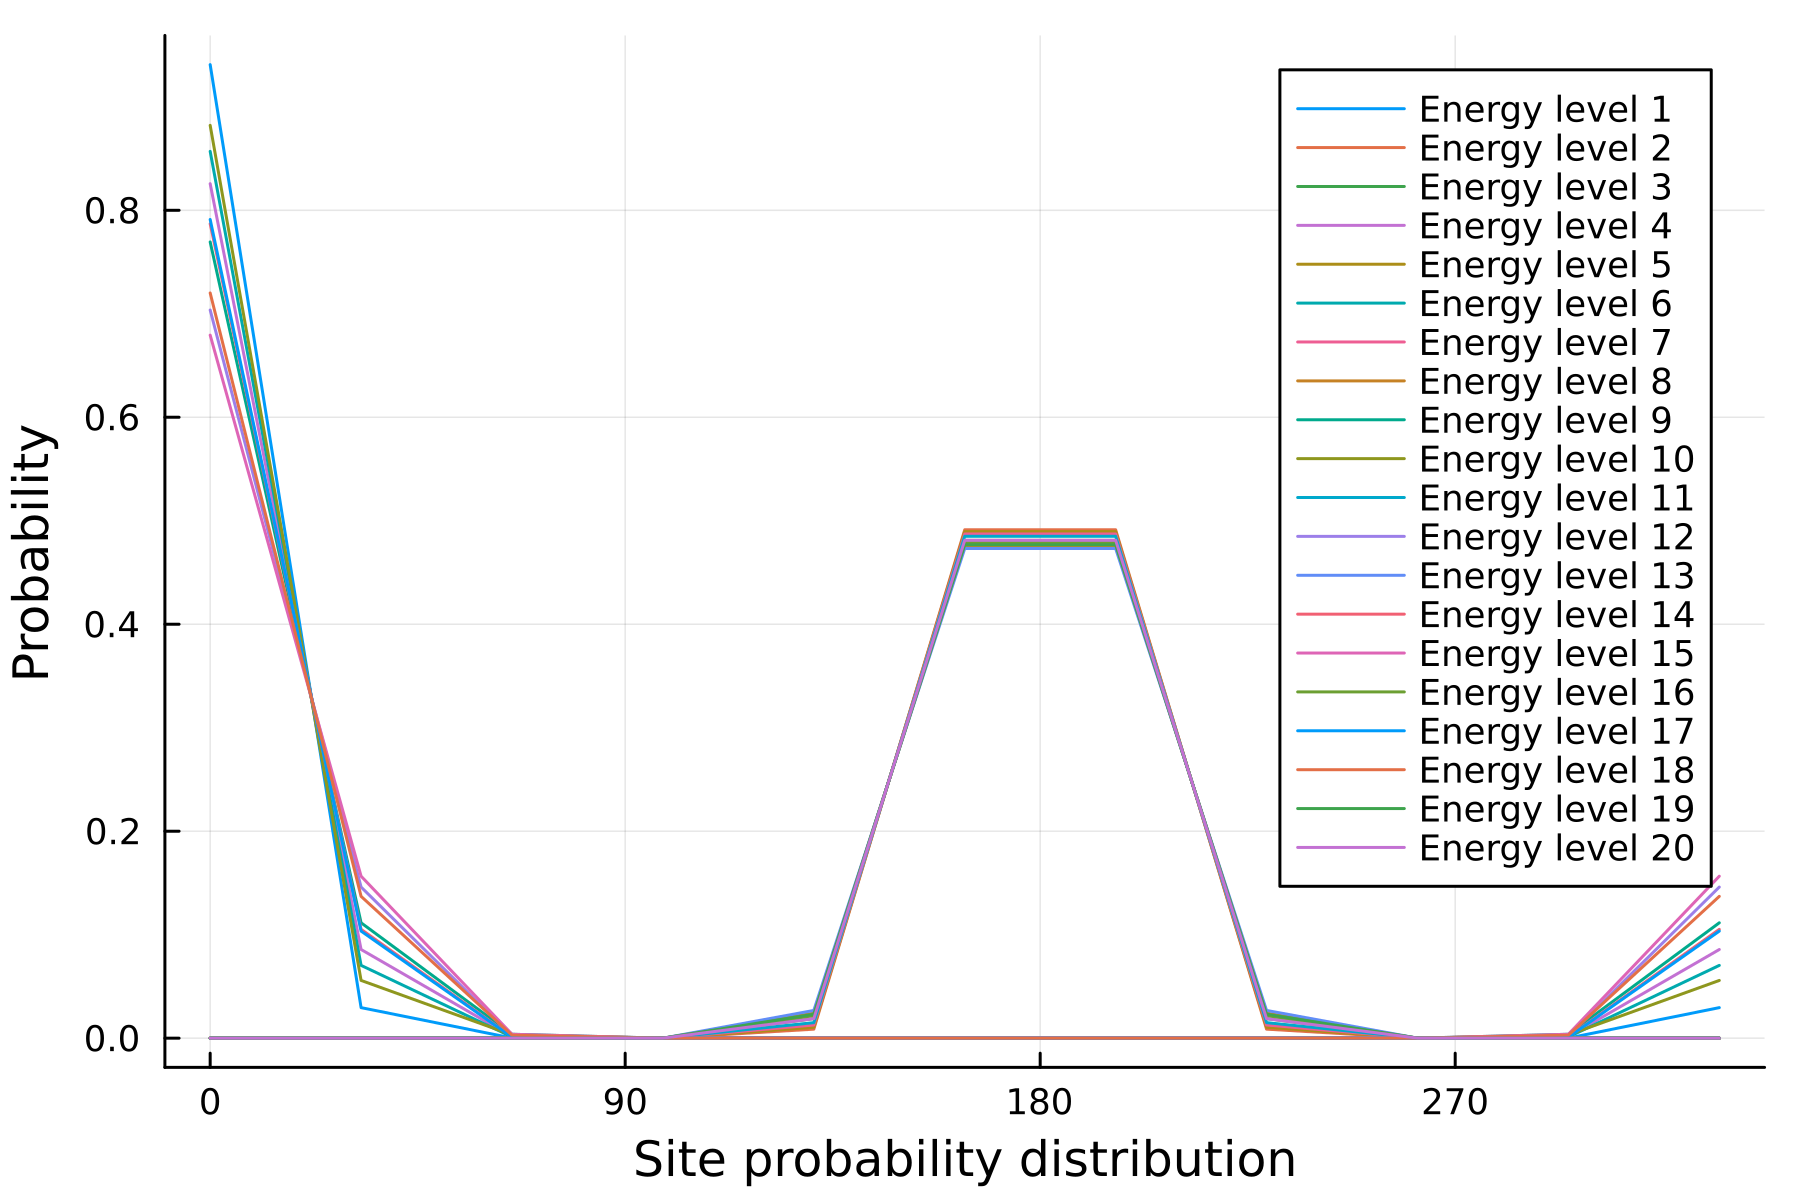 Probability
0.8
0.6
0.4
0.2
0.0
0
90
180
270
Site probability distribution
Energy level 1
Energy level 2
Energy level 3
Energy level 4
Energy level 5
Energy level 6
Energy level 7
Energy level 8
Energy level 9
Energy level 10
Energy level 11
Energy level 12
Energy level 13
Energy level 14
Energy level 15
Energy level 16
Energy level 17
Energy level 18
Energy level 19
Energy level 20